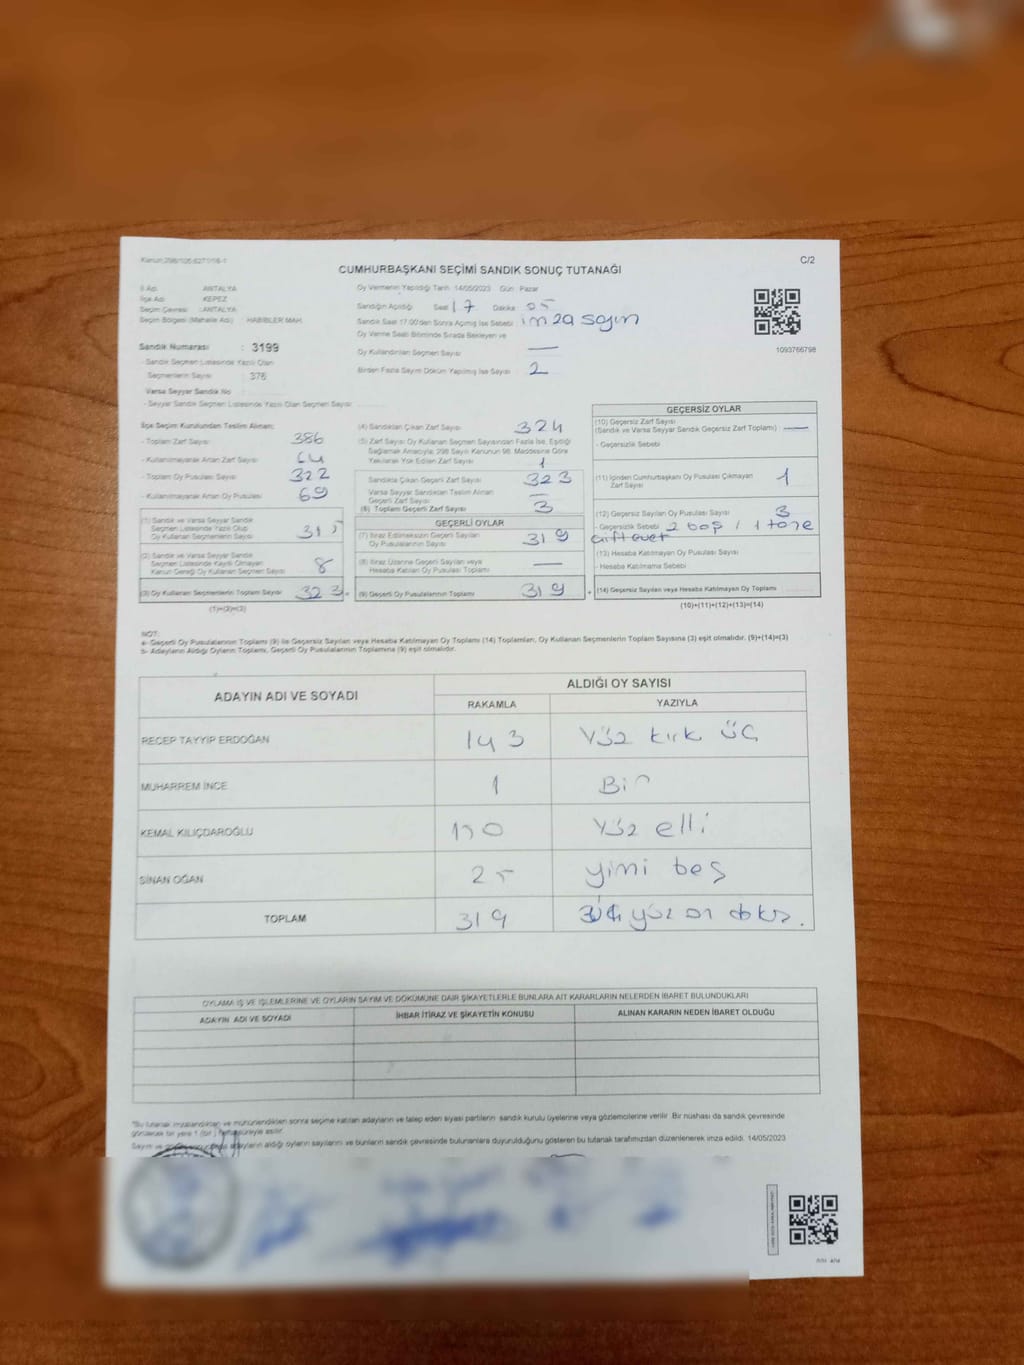 Kanun:298/105;6271/16-1
C/2
CUMHURBAŞKANI SEÇİMİ SANDIK SONUÇ TUTANAĞI
İl Adı : ANTALYA
İlçe Adı : KEPEZ
Seçim Çevresi : ANTALYA
Seçim Bölgesi (Mahalle Adı) : HABİBLER MAH.
Oy Vermenin Yapıldığı Tarih: 14/05/2023 Gün : Pazar
Sandığın Açıldığı Saat 17 Dakika 05
Sandık Saat 17.00'den Sonra Açılmış İse Sebebi : imza sayın
Oy Verme Saati Bitiminde Sırada Bekleyen ve
Oy Kullandırılan Seçmen Sayısı —
Birden Fazla Sayım Döküm Yapılmış İse Sayısı : 2
1093766798
Sandık Numarası : 3199
- Sandık Seçmen Listesinde Yazılı Olan
Seçmenlerin Sayısı : 376
Varsa Seyyar Sandık No
- Seyyar Sandık Seçmen Listesinde Yazılı Olan Seçmen Sayısı
İlçe Seçim Kurulundan Teslim Alınan;
- Toplam Zarf Sayısı 386
- Kullanılmayarak Artan Zarf Sayısı 64
- Toplam Oy Pusulası Sayısı 322
- Kullanılmayarak Artan Oy Pusulası 69
(1) Sandık ve Varsa Seyyar Sandık
Seçmen Listesinde Yazılı Olup
Oy Kullanan Seçmenlerin Sayısı 315
(2) Sandık ve Varsa Seyyar Sandık
Seçmen Listesinde Kayıtlı Olmayan
Kanun Gereği Oy Kullanan Seçmen Sayısı 8
(3) Oy Kullanan Seçmenlerin Toplam Sayısı 323
(1)+(2)=(3)
(4) Sandıktan Çıkan Zarf Sayısı 324
(5) Zarf Sayısı Oy Kullanan Seçmen Sayısından Fazla İse, Eşitliği
Sağlamak Amacıyla; 298 Sayılı Kanunun 98. Maddesine Göre
Yakılarak Yok Edilen Zarf Sayısı 1
Sandıkta Çıkan Geçerli Zarf Sayısı 323
Varsa Seyyar Sandıktan Teslim Alınan
Geçerli Zarf Sayısı —
(6) Toplam Geçerli Zarf Sayısı 3
GEÇERLİ OYLAR
(7) İtiraz Edilmeksizin Geçerli Sayılan
Oy Pusulalarının Sayısı 319
(8) İtiraz Üzerine Geçerli Sayılan veya
Hesaba Katılan Oy Pusulası Toplamı —
(9) Geçerli Oy Pusulalarının Toplamı 319
GEÇERSİZ OYLAR
(10) Geçersiz Zarf Sayısı
(Sandık ve Varsa Seyyar Sandık Geçersiz Zarf Toplamı) : —
- Geçersizlik Sebebi
(11) İçinden Cumhurbaşkanı Oy Pusulası Çıkmayan
Zarf Sayısı 1
(12) Geçersiz Sayılan Oy Pusulası Sayısı 3
- Geçersizlik Sebebi 2 boş / 1 tane
çift evet
(13) Hesaba Katılmayan Oy Pusulası Sayısı
- Hesaba Katılmama Sebebi
(14) Geçersiz Sayılan veya Hesaba Katılmayan Oy Toplamı
(10)+(11)+(12)+(13)=(14)
NOT:
a- Geçerli Oy Pusulalarının Toplamı (9) ile Geçersiz Sayılan veya Hesaba Katılmayan Oy Toplamı (14) Toplamları, Oy Kullanan Seçmenlerin Toplam Sayısına (3) eşit olmalıdır. (9)+(14)=(3)
b- Adayların Aldığı Oyların Toplamı, Geçerli Oy Pusulalarının Toplamına (9) eşit olmalıdır.
ADAYIN ADI VE SOYADI
ALDIĞI OY SAYISI
RAKAMLA YAZIYLA
RECEP TAYYİP ERDOĞAN 143 Yüz kırk üç
MUHARREM İNCE 1 Bir
KEMAL KILIÇDAROĞLU 150 Yüz elli
SİNAN OĞAN 25 yimi beş
TOPLAM 319 yüz on
OYLAMA İŞ VE İŞLEMLERİNE VE OYLARIN SAYIM VE DÖKÜMÜNE DAİR ŞİKAYETLERLE BUNLARA AİT KARARLARIN NELERDEN İBARET BULUNDUKLARI
ADAYIN ADI VE SOYADI İHBAR İTİRAZ VE ŞİKAYETİN KONUSU ALINAN KARARIN NEDEN İBARET OLDUĞU
"Bu tutanak imzalandıktan ve mühürlendikten sonra seçime katılan adayların ve talep eden siyasi partilerin sandık kurulu üyelerine veya gözlemcilerine verilir. Bir nüshası da sandık çevresinde
görülecek bir yere 1 (bir) süreyle asılır.
Sayım ve adayların aldığı oyların sayılarını ve bunların sandık çevresinde bulunanlara duyurulduğunu gösteren bu tutanak tarafımızdan düzenlenerek imza edildi. 14/05/2023